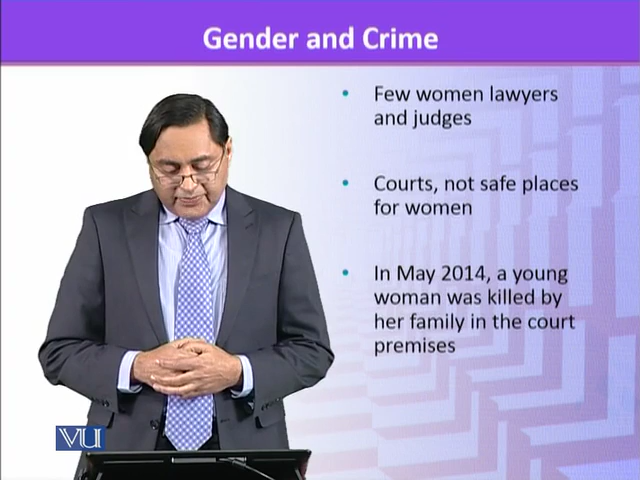 Gender and Crime
• Few women lawyers
and judges
• Courts, not safe places
for women
• In May 2014, a young
woman was killed by
her family in the court
premises
VU